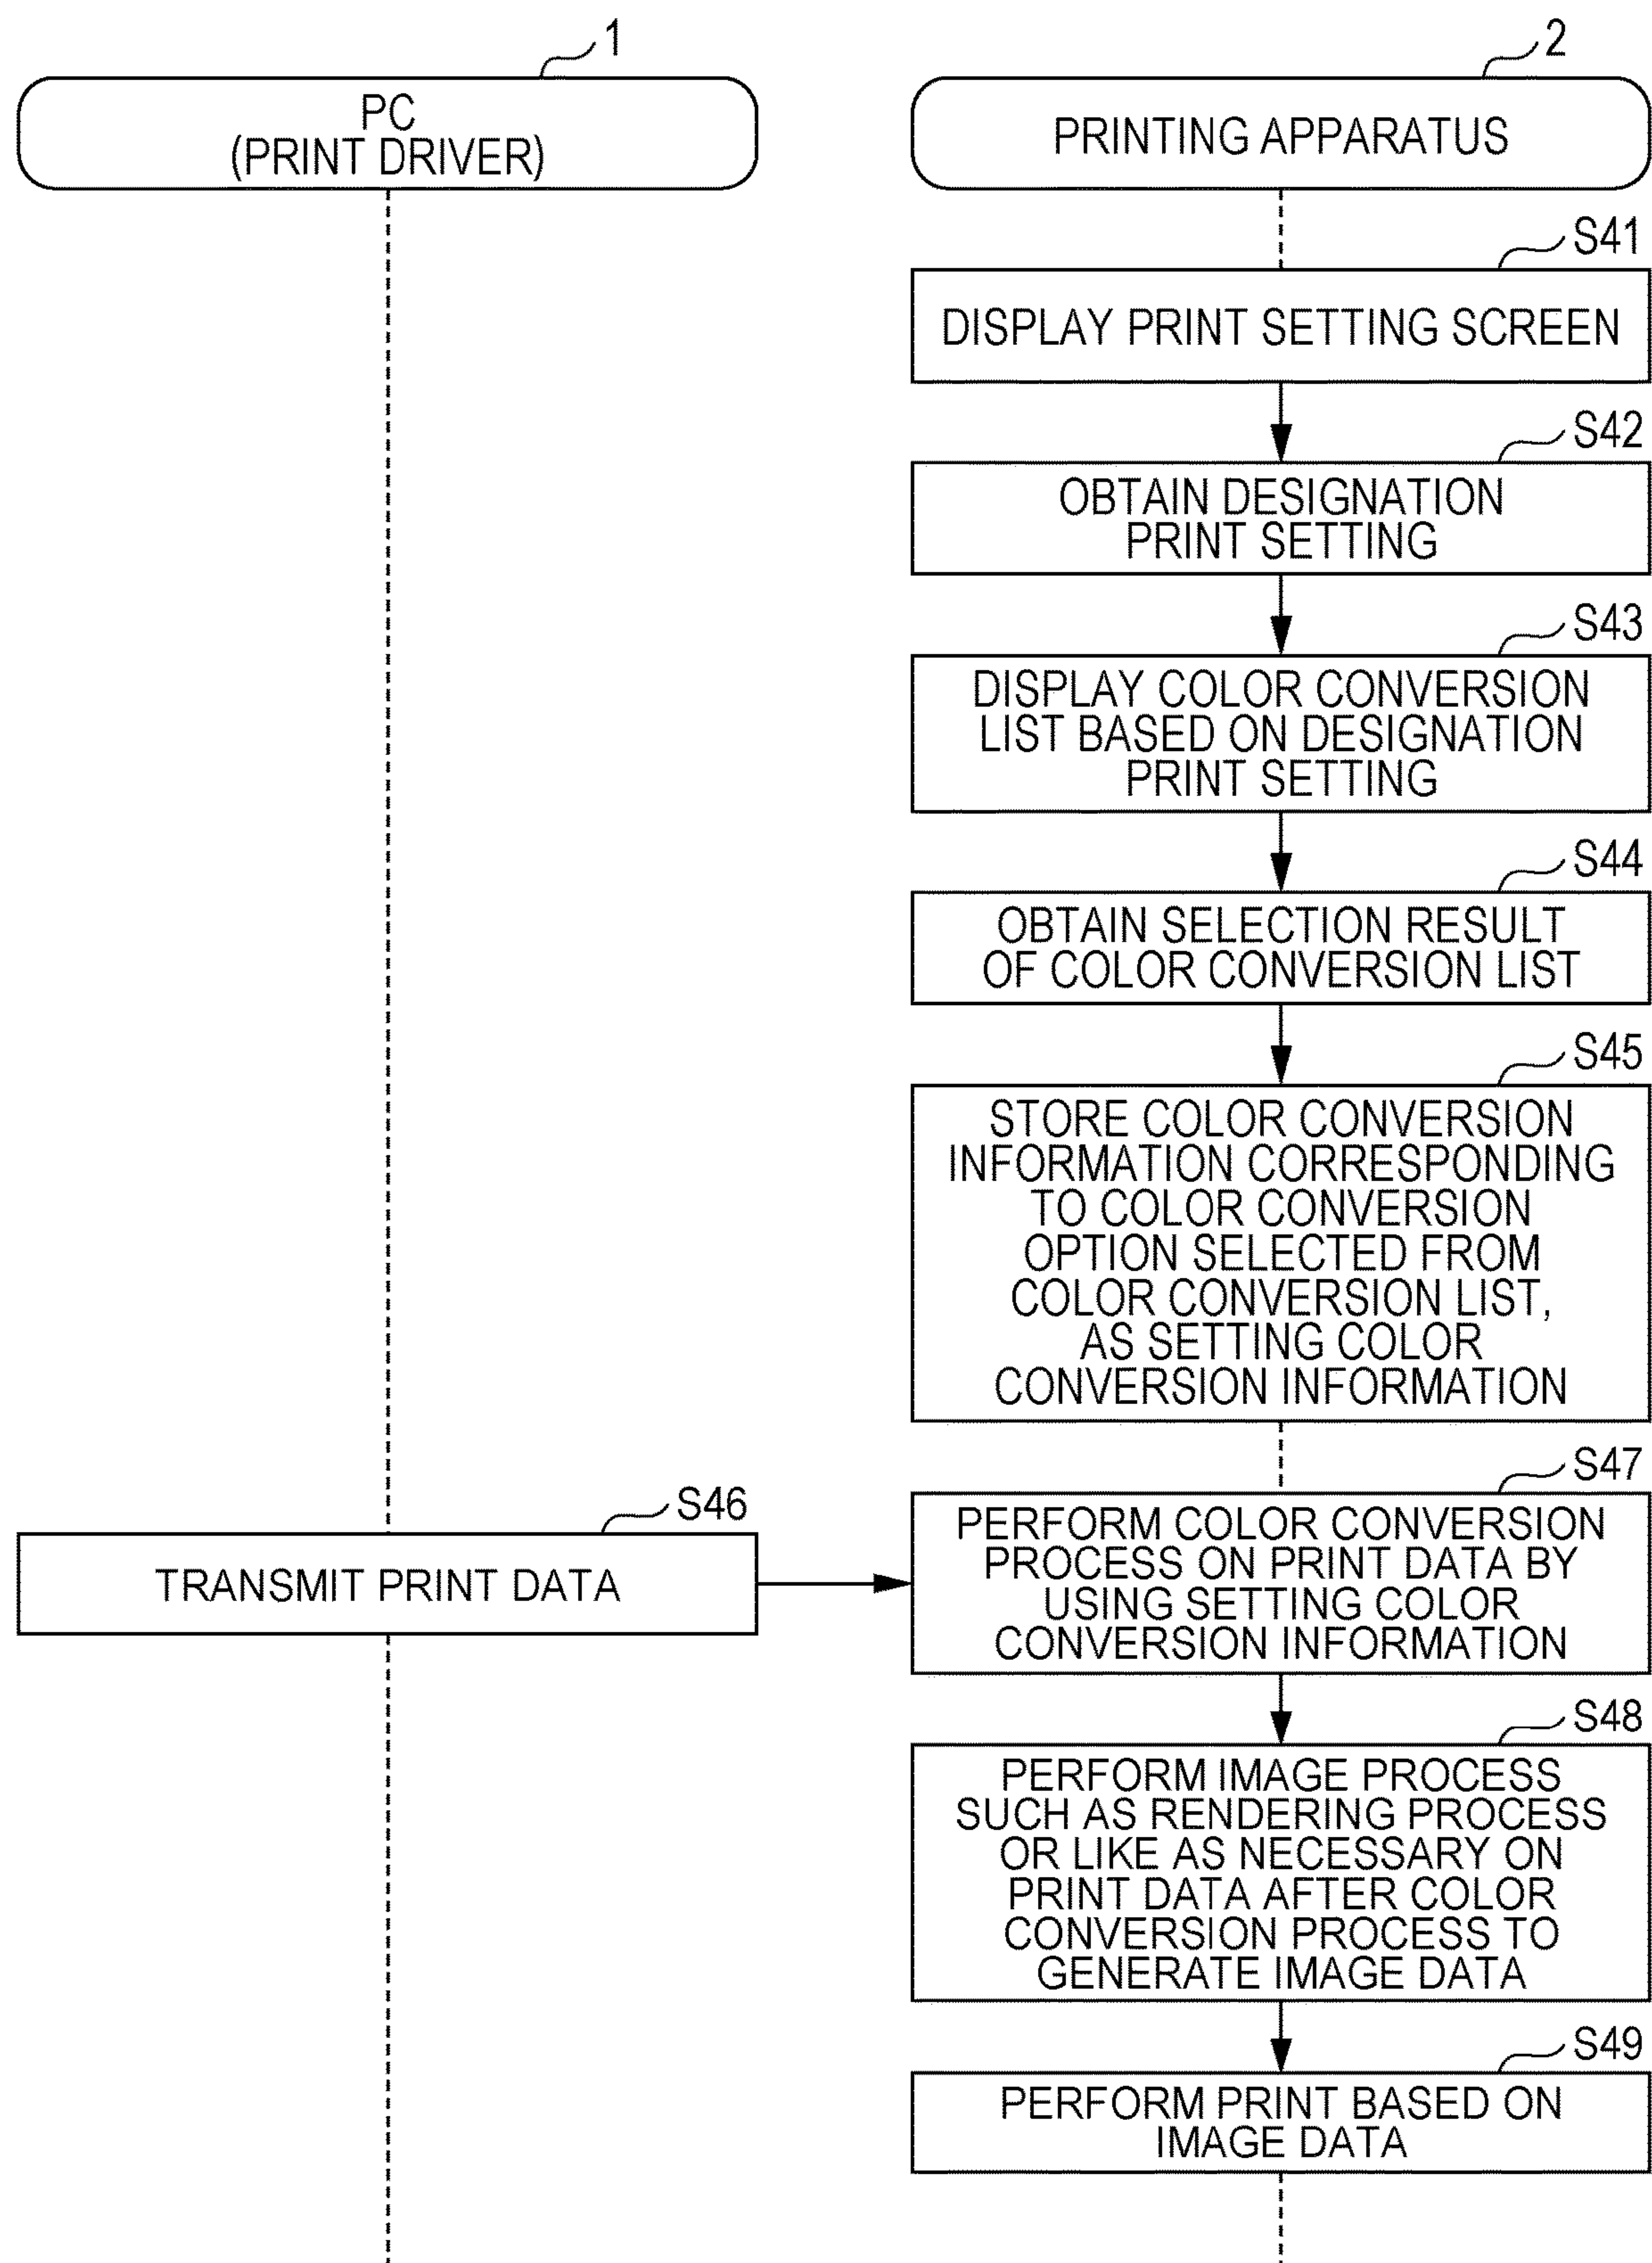 1
PC
(PRINT DRIVER)
2
PRINTING APPARATUS
S41
DISPLAY PRINT SETTING SCREEN
S42
OBTAIN DESIGNATION
PRINT SETTING
S43
DISPLAY COLOR CONVERSION
LIST BASED ON DESIGNATION
PRINT SETTING
S44
OBTAIN SELECTION RESULT
OF COLOR CONVERSION LIST
S45
STORE COLOR CONVERSION
INFORMATION CORRESPONDING
TO COLOR CONVERSION
OPTION SELECTED FROM
COLOR CONVERSION LIST,
AS SETTING COLOR
CONVERSION INFORMATION
S46
TRANSMIT PRINT DATA
S47
PERFORM COLOR CONVERSION
PROCESS ON PRINT DATA BY
USING SETTING COLOR
CONVERSION INFORMATION
S48
PERFORM IMAGE PROCESS
SUCH AS RENDERING PROCESS
OR LIKE AS NECESSARY ON
PRINT DATA AFTER COLOR
CONVERSION PROCESS TO
GENERATE IMAGE DATA
S49
PERFORM PRINT BASED ON
IMAGE DATA